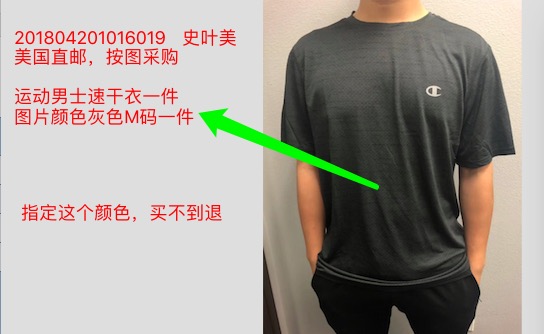 201804201016019 史叶美
美国直邮，按图采购
运动男士速干衣一件
图片颜色灰色M码一件
指定这个颜色，买不到退